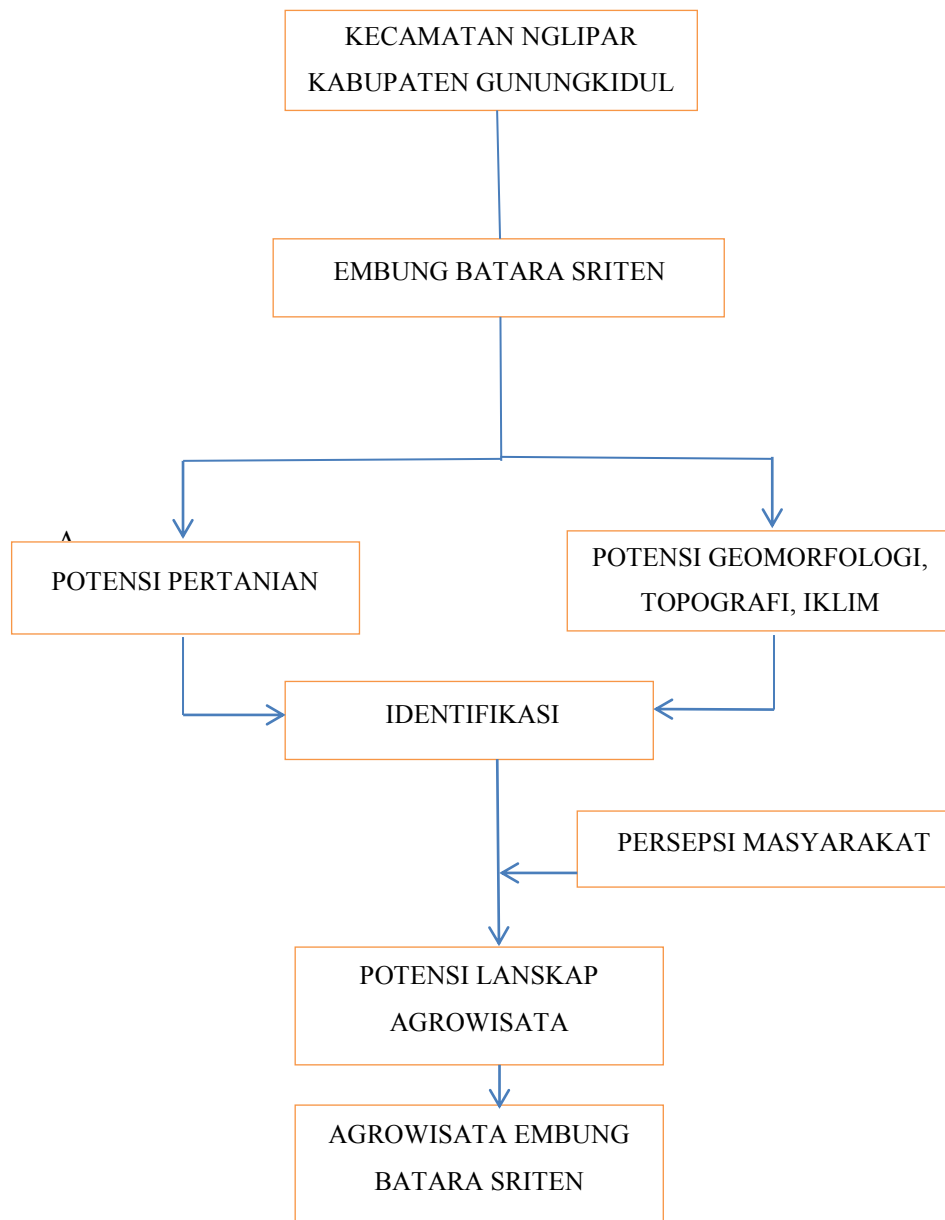 KECAMATAN NGLIPAR
KABUPATEN GUNUNGKIDUL
EMBUNG BATARA SRITEN
POTENSI PERTANIAN
POTENSI GEOMORFOLOGI,
TOPOGRAFI, IKLIM
IDENTIFIKASI
PERSEPSI MASYARAKAT
POTENSI LANSKAP
AGROWISATA
AGROWISATA EMBUNG
BATARA SRITEN